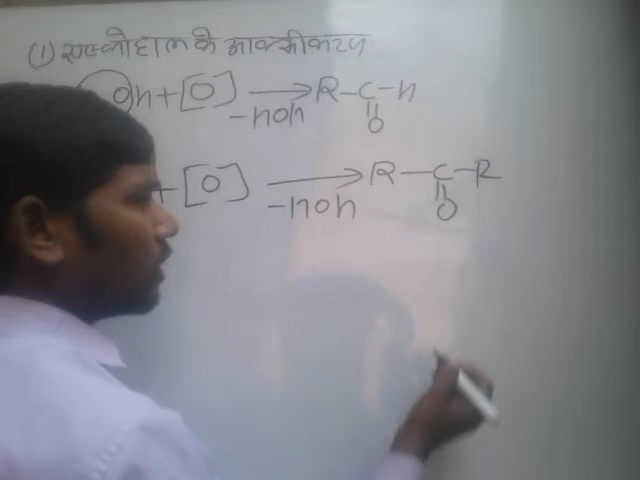 (1) एल्कोहाल के आक्सीकरण
OH + [O] ⟶ R-C-H
-HOH
॥
O
+ [O] ⟶ R-C-R
-HOH
॥
O